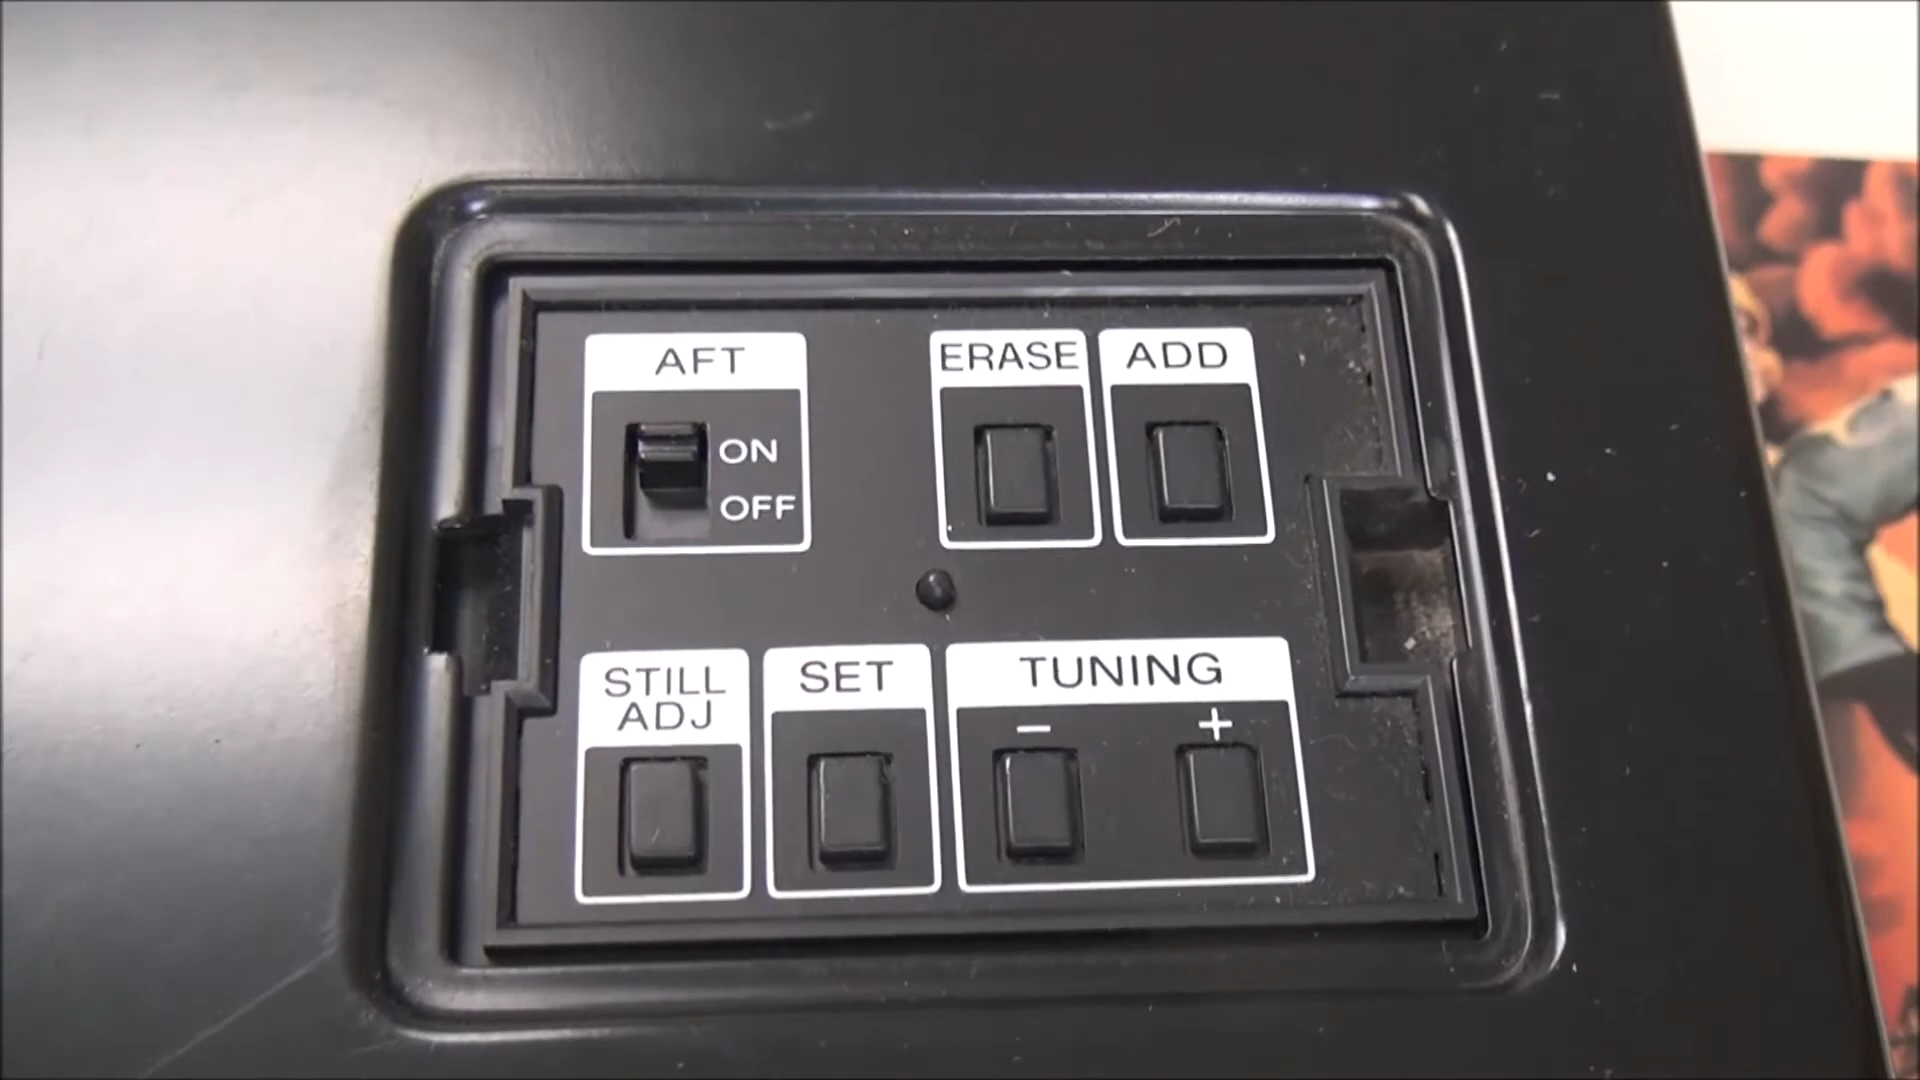 AFT
ON
OFF
ERASE
ADD
STILL
ADJ
SET
TUNING
− +